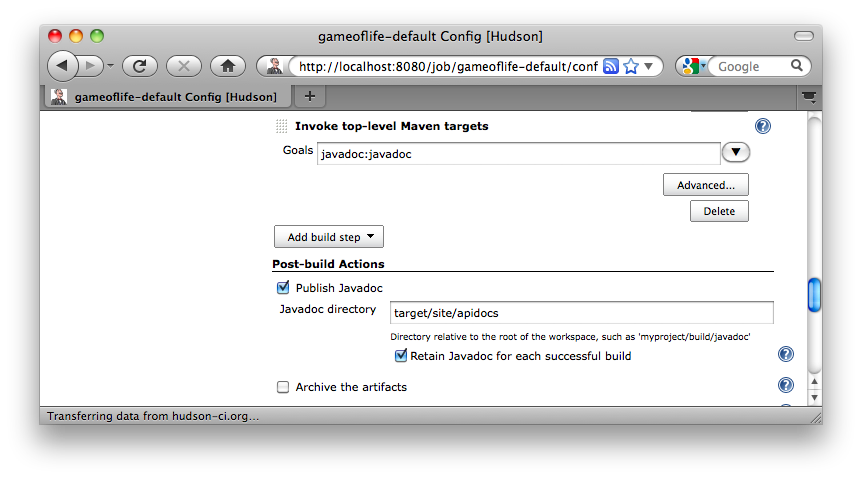 gameoflife-default Config [Hudson]
http://localhost:8080/job/gameoflife-default/conf
Google
gameoflife-default Config [Hudson]
+
Invoke top-level Maven targets
?
Goals
javadoc:javadoc
Advanced...
Delete
Add build step
Post-build Actions
Publish Javadoc
Javadoc directory
target/site/apidocs
Directory relative to the root of the workspace, such as 'myproject/build/javadoc'
Retain Javadoc for each successful build
?
Archive the artifacts
?
Transferring data from hudson-ci.org...